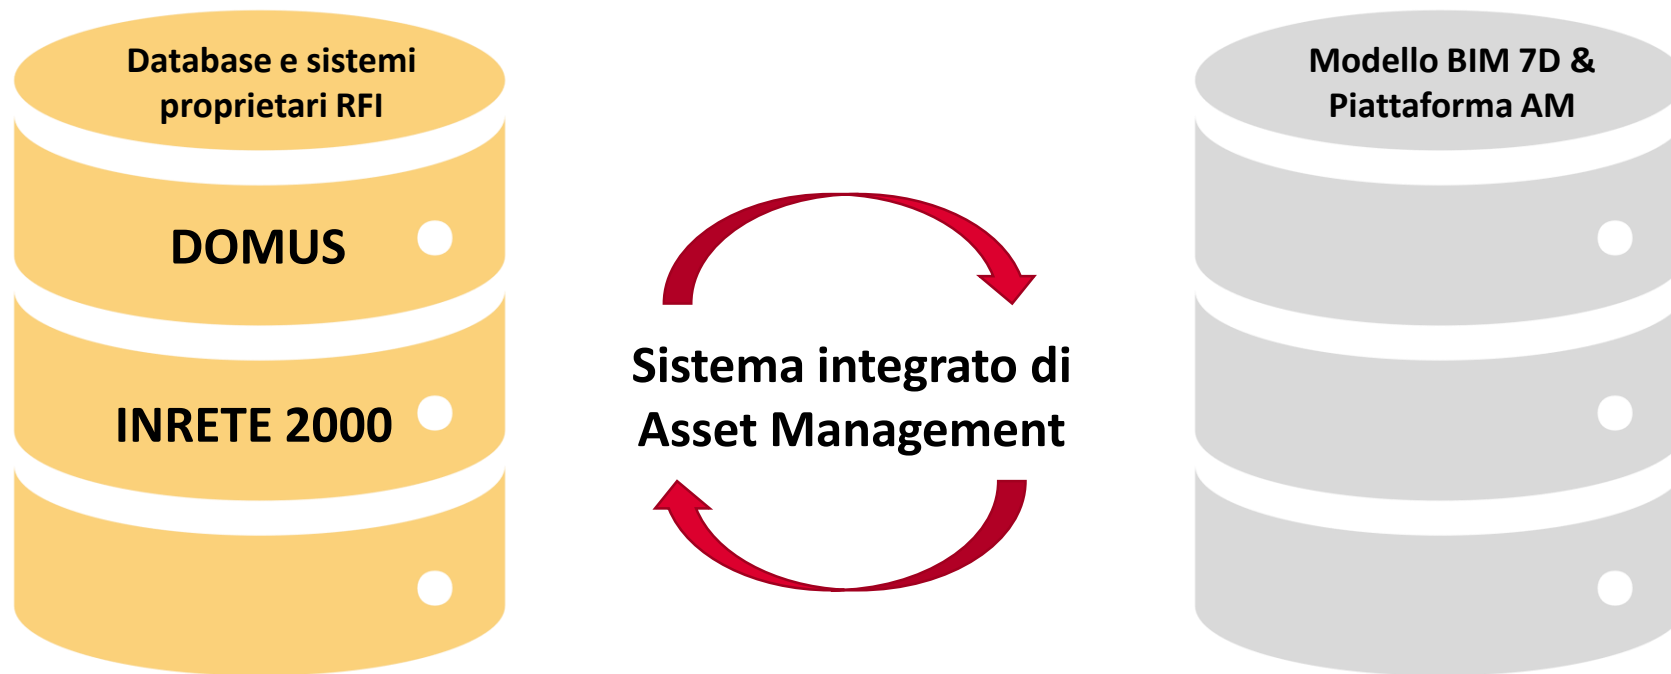 Database e sistemi
proprietari RFI
DOMUS
INRETE 2000
Sistema integrato di
Asset Management
Modello BIM 7D &
Piattaforma AM